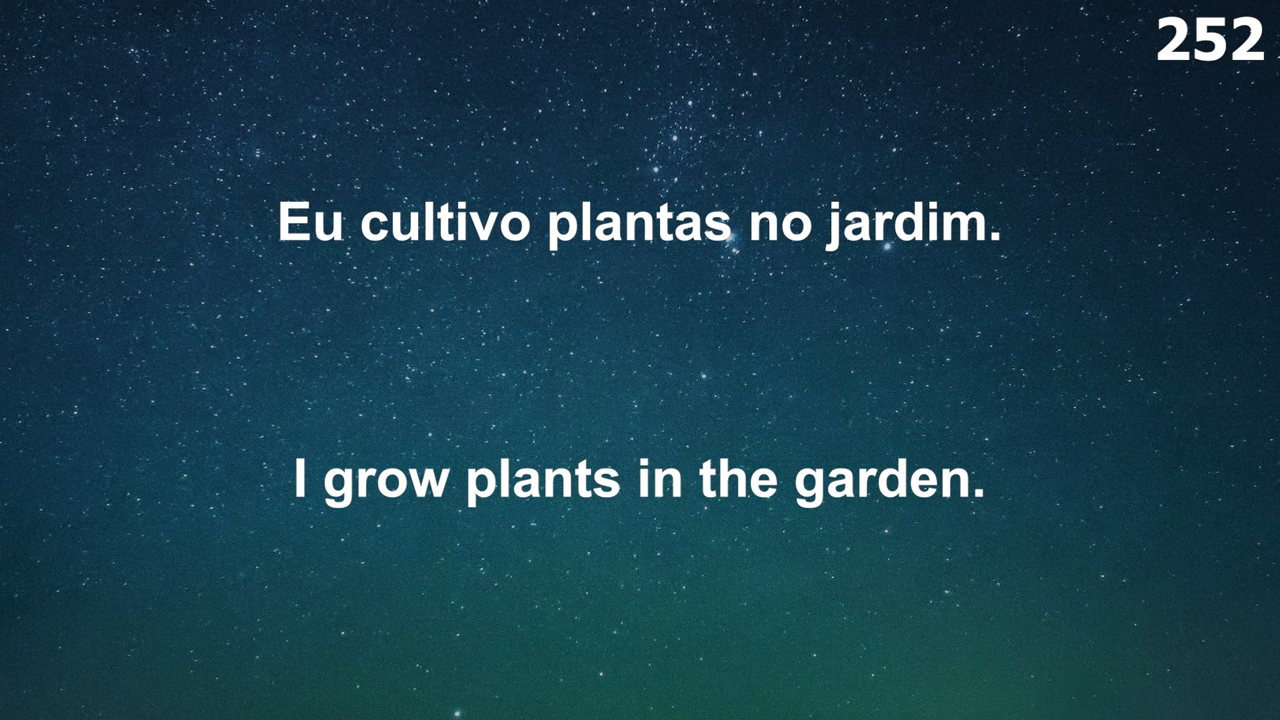 252
Eu cultivo plantas no jardim.
I grow plants in the garden.